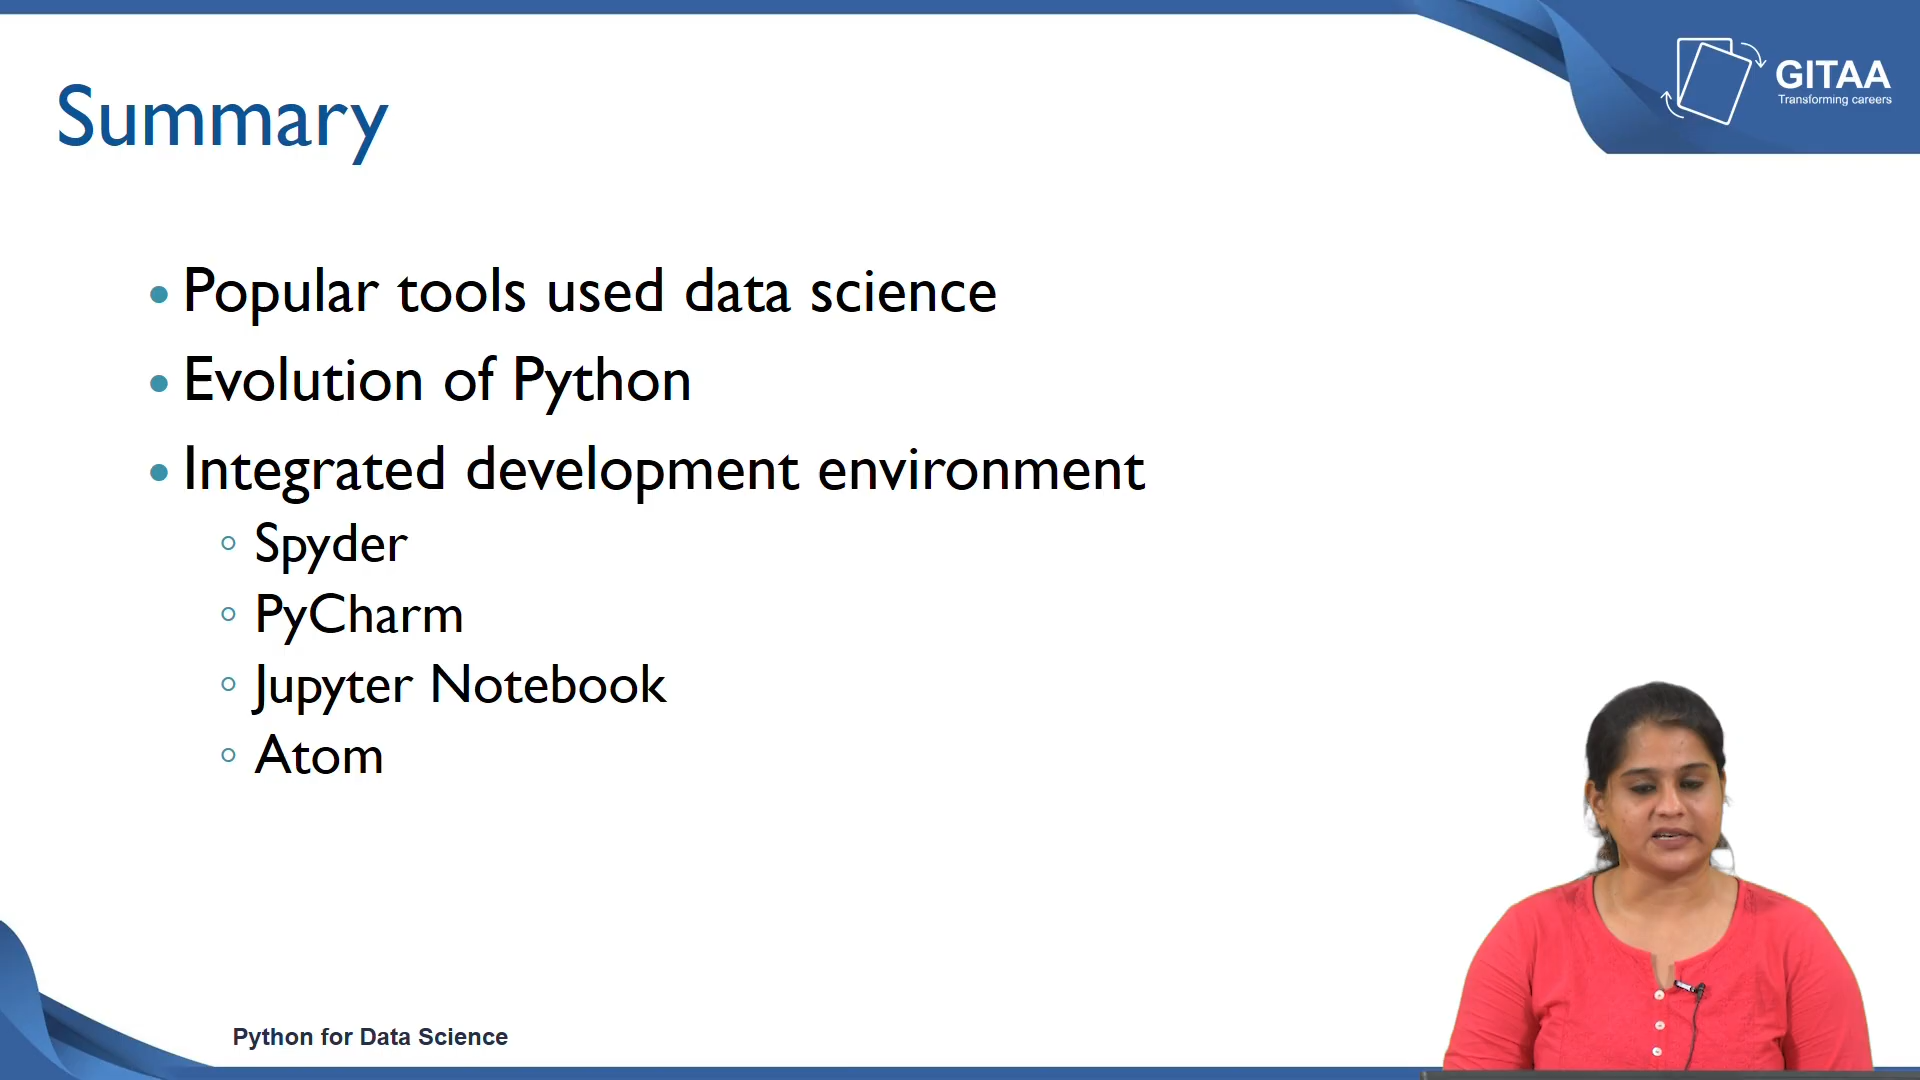 GITAA
Transforming careers
Summary
Popular tools used data science
Evolution of Python
Integrated development environment
Spyder
PyCharm
Jupyter Notebook
Atom
Python for Data Science